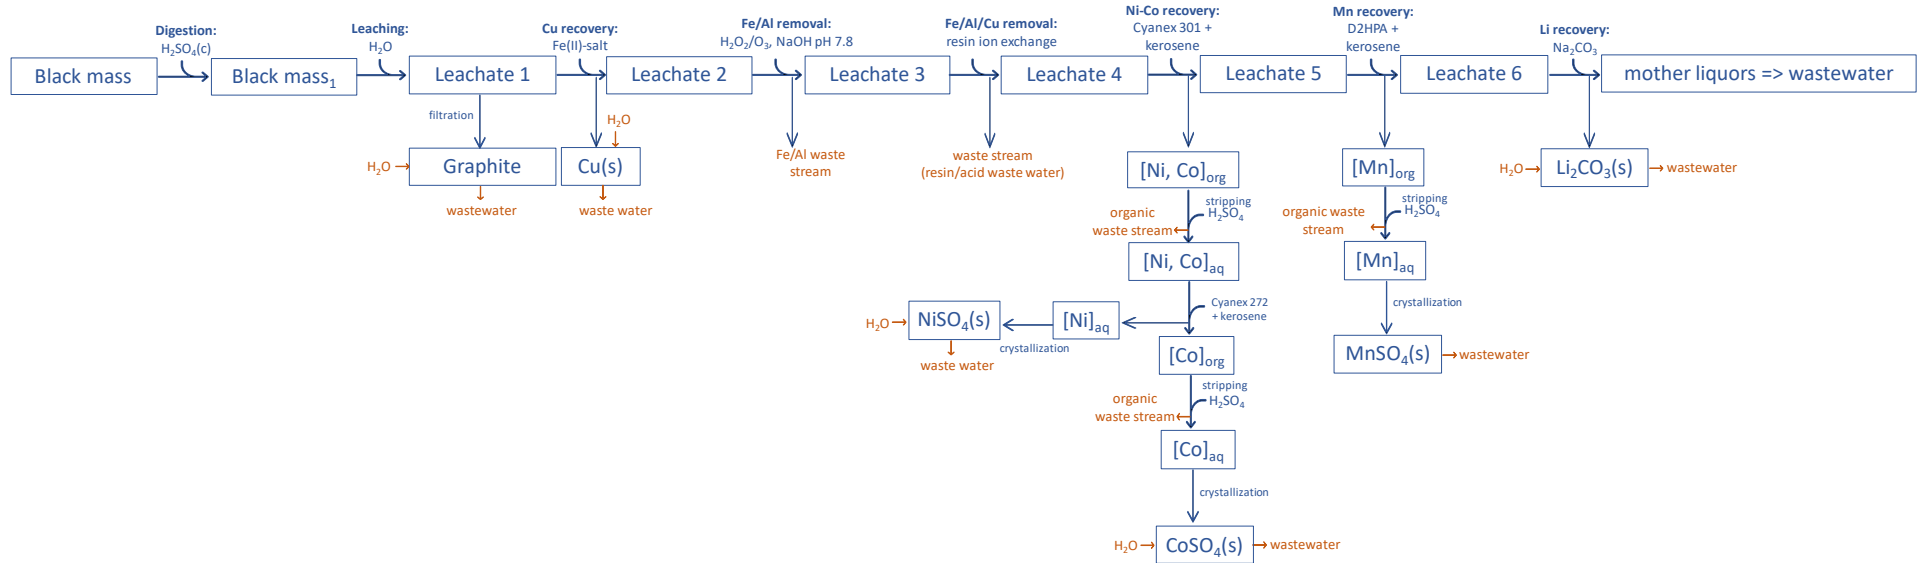 Digestion:
H₂SO₄(c)
Leaching:
H₂O
Cu recovery:
Fe(II)-salt
Fe/Al removal:
H₂O₂/O₃, NaOH pH 7.8
Fe/Al/Cu removal:
resin ion exchange
Ni-Co recovery:
Cyanex 301 +
kerosene
Mn recovery:
D2HPA +
kerosene
Li recovery:
Na₂CO₃
Black mass
Black mass₁
Leachate 1
Leachate 2
Leachate 3
Leachate 4
Leachate 5
Leachate 6
mother liquors => wastewater
filtration
H₂O
Graphite
wastewater
H₂O
Cu(s)
waste water
Fe/Al waste
stream
waste stream
(resin/acid waste water)
[Ni, Co]org
stripping
H₂SO₄
organic
waste stream
[Ni, Co]aq
Cyanex 272
+ kerosene
[Ni]aq
crystallization
H₂O
NiSO₄(s)
waste water
[Co]org
stripping
H₂SO₄
organic
waste stream
[Co]aq
crystallization
H₂O
CoSO₄(s)
wastewater
[Mn]org
stripping
H₂SO₄
organic waste
stream
[Mn]aq
crystallization
MnSO₄(s)
wastewater
H₂O
Li₂CO₃(s)
wastewater